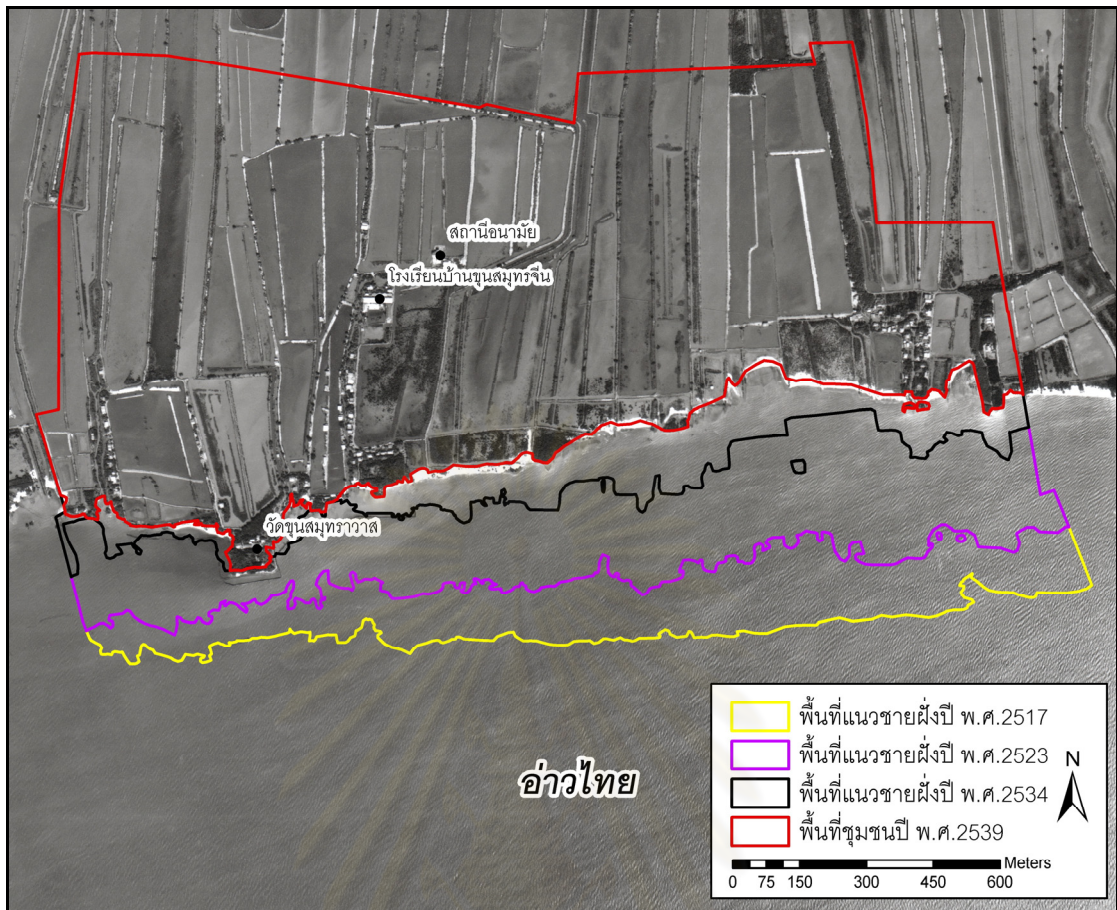 สถานีอนามัย
โรงเรียนบ้านขุนสมุทรจีน
วัดขุนสมุทราวาส
อ่าวไทย
พื้นที่แนวชายฝั่งปี พ.ศ.2517
พื้นที่แนวชายฝั่งปี พ.ศ.2523
พื้นที่แนวชายฝั่งปี พ.ศ.2534
พื้นที่ชุมชนปี พ.ศ.2539
N
Meters
0 75 150 300 450 600